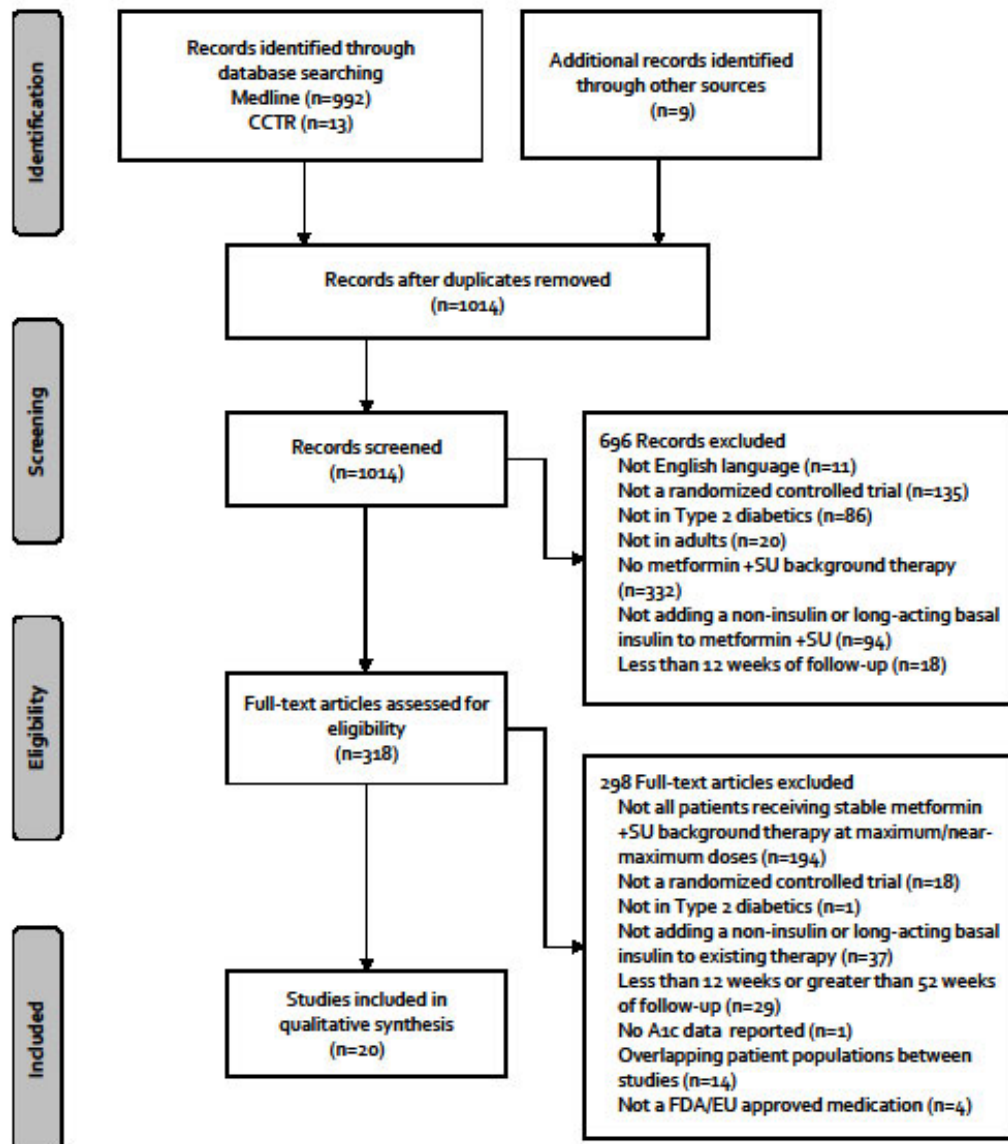 Identification
Records identified through
database searching
Medline (n=992)
CCTR (n=13)
Additional records identified
through other sources
(n=9)
Records after duplicates removed
(n=1014)
Screening
Records screened
(n=1014)
696 Records excluded
Not English language (n=11)
Not a randomized controlled trial (n=135)
Not in Type 2 diabetics (n=86)
Not in adults (n=20)
No metformin +SU background therapy
(n=332)
Not adding a non-insulin or long-acting basal
insulin to metformin +SU (n=94)
Less than 12 weeks of follow-up (n=18)
Eligibility
Full-text articles assessed for
eligibility
(n=318)
298 Full-text articles excluded
Not all patients receiving stable metformin
+SU background therapy at maximum/near-
maximum doses (n=194)
Not a randomized controlled trial (n=18)
Not in Type 2 diabetics (n=1)
Not adding a non-insulin or long-acting basal
insulin to existing therapy (n=37)
Less than 12 weeks or greater than 52 weeks
of follow-up (n=29)
No A1c data reported (n=1)
Overlapping patient populations between
studies (n=14)
Not a FDA/EU approved medication (n=4)
Included
Studies included in
qualitative synthesis
(n=20)